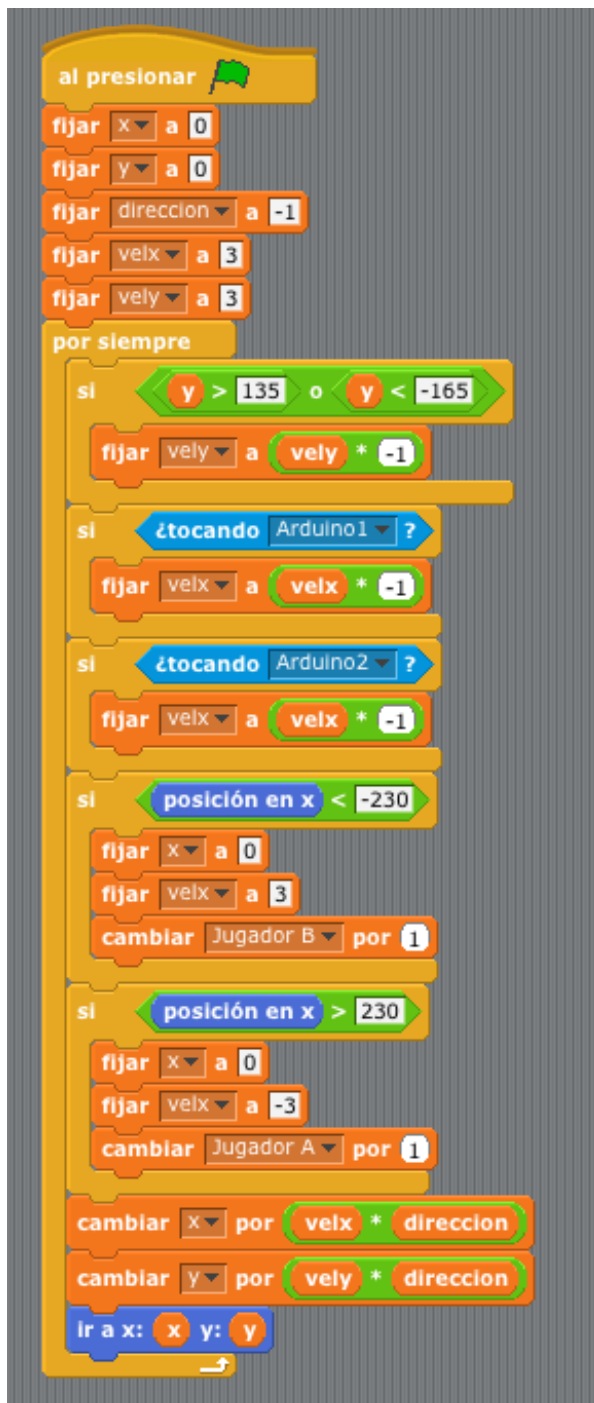 al presionar
fijar x a 0
fijar y a 0
fijar direccion a -1
fijar velx a 3
fijar vely a 3
por siempre
si y > 135 o y < -165
fijar vely a vely * -1
si ¿tocando Arduino1 ?
fijar velx a velx * -1
si ¿tocando Arduino2 ?
fijar velx a velx * -1
si posición en x < -230
fijar x a 0
fijar velx a 3
cambiar Jugador B por 1
si posición en x > 230
fijar x a 0
fijar velx a -3
cambiar Jugador A por 1
cambiar x por velx * direccion
cambiar y por vely * direccion
ir a x: x y: y